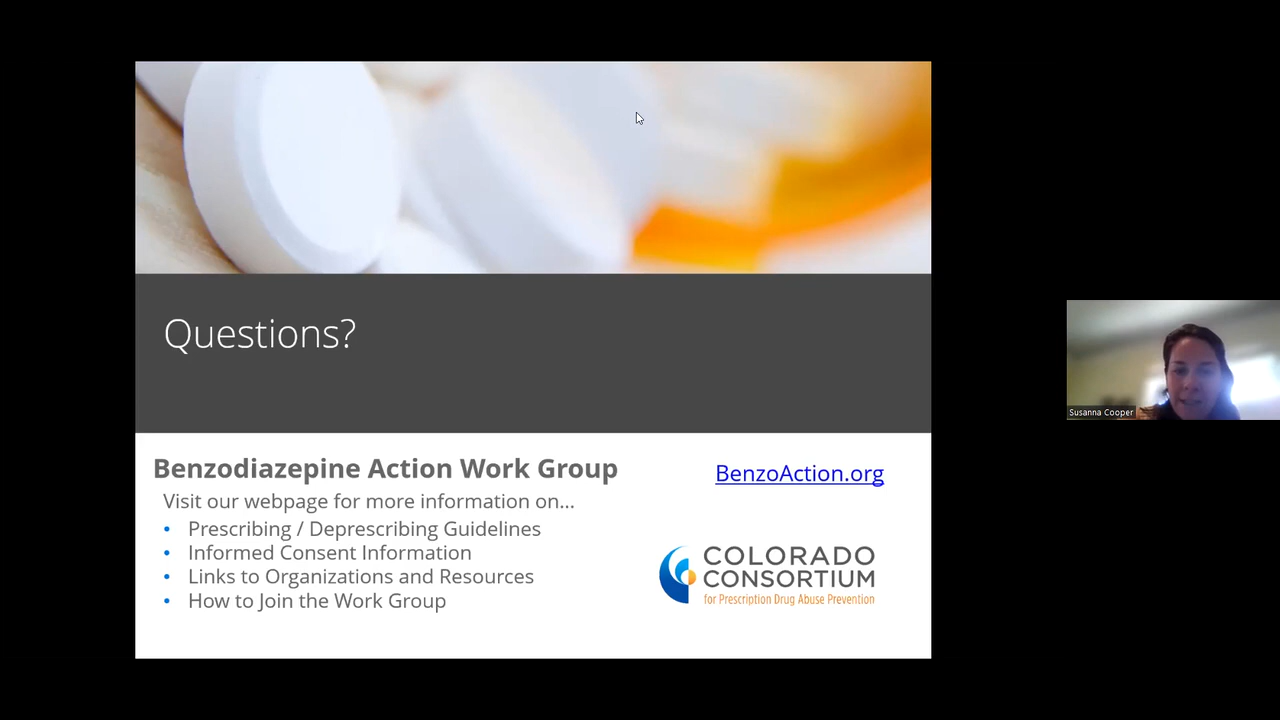 Questions?
Benzodiazepine Action Work Group
BenzoAction.org
Visit our webpage for more information on...
• Prescribing / Deprescribing Guidelines
• Informed Consent Information
• Links to Organizations and Resources
• How to Join the Work Group
COLORADO
CONSORTIUM
for Prescription Drug Abuse Prevention
Susanna Cooper